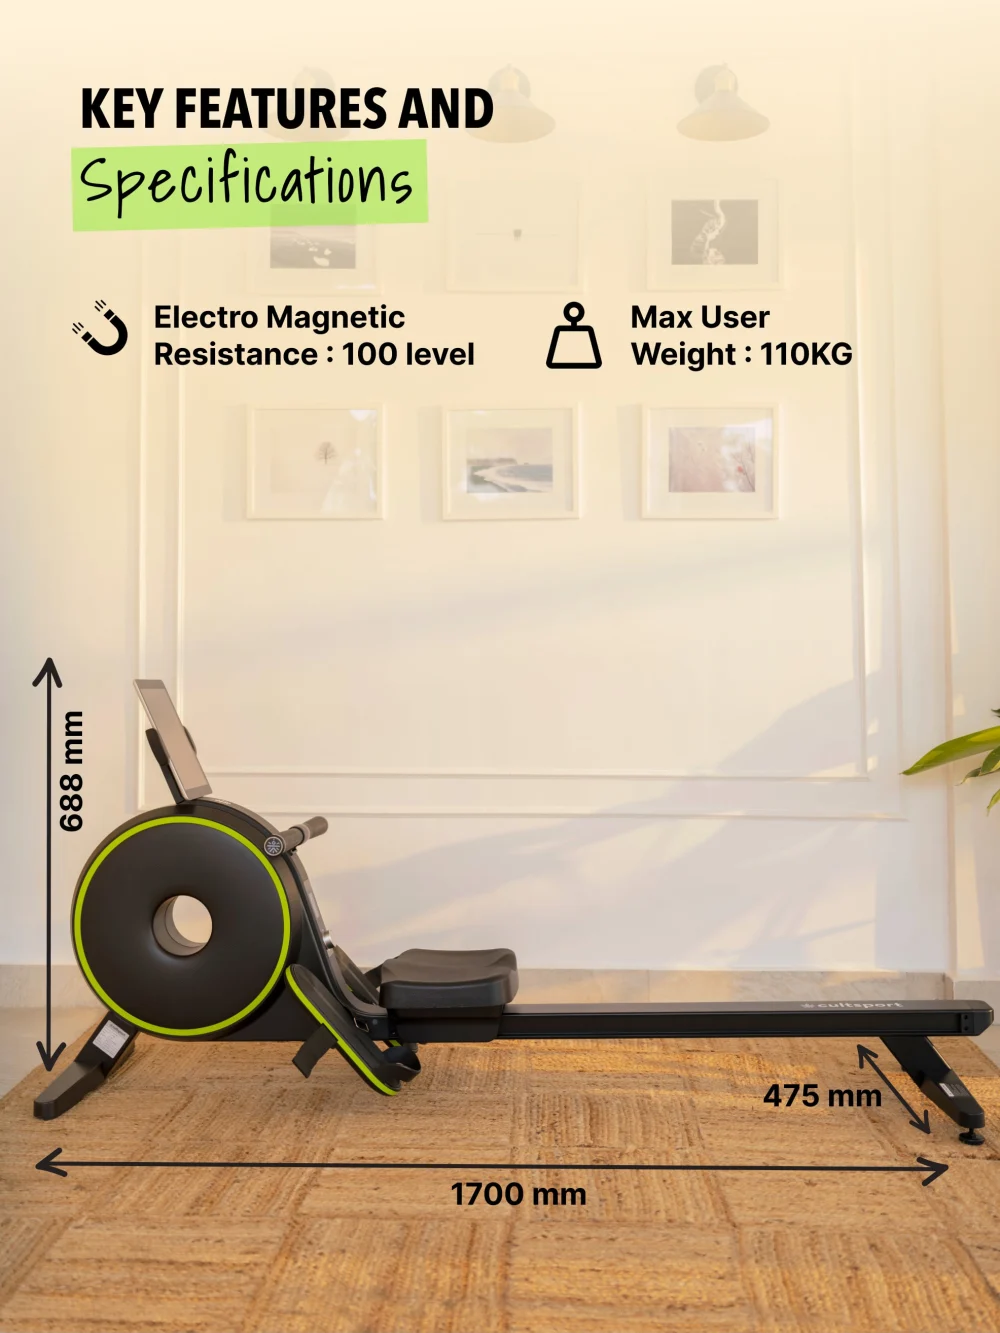 KEY FEATURES AND
Specifications
Electro Magnetic
Resistance : 100 level
Max User
Weight : 110KG
688 mm
cultsport
475 mm
1700 mm